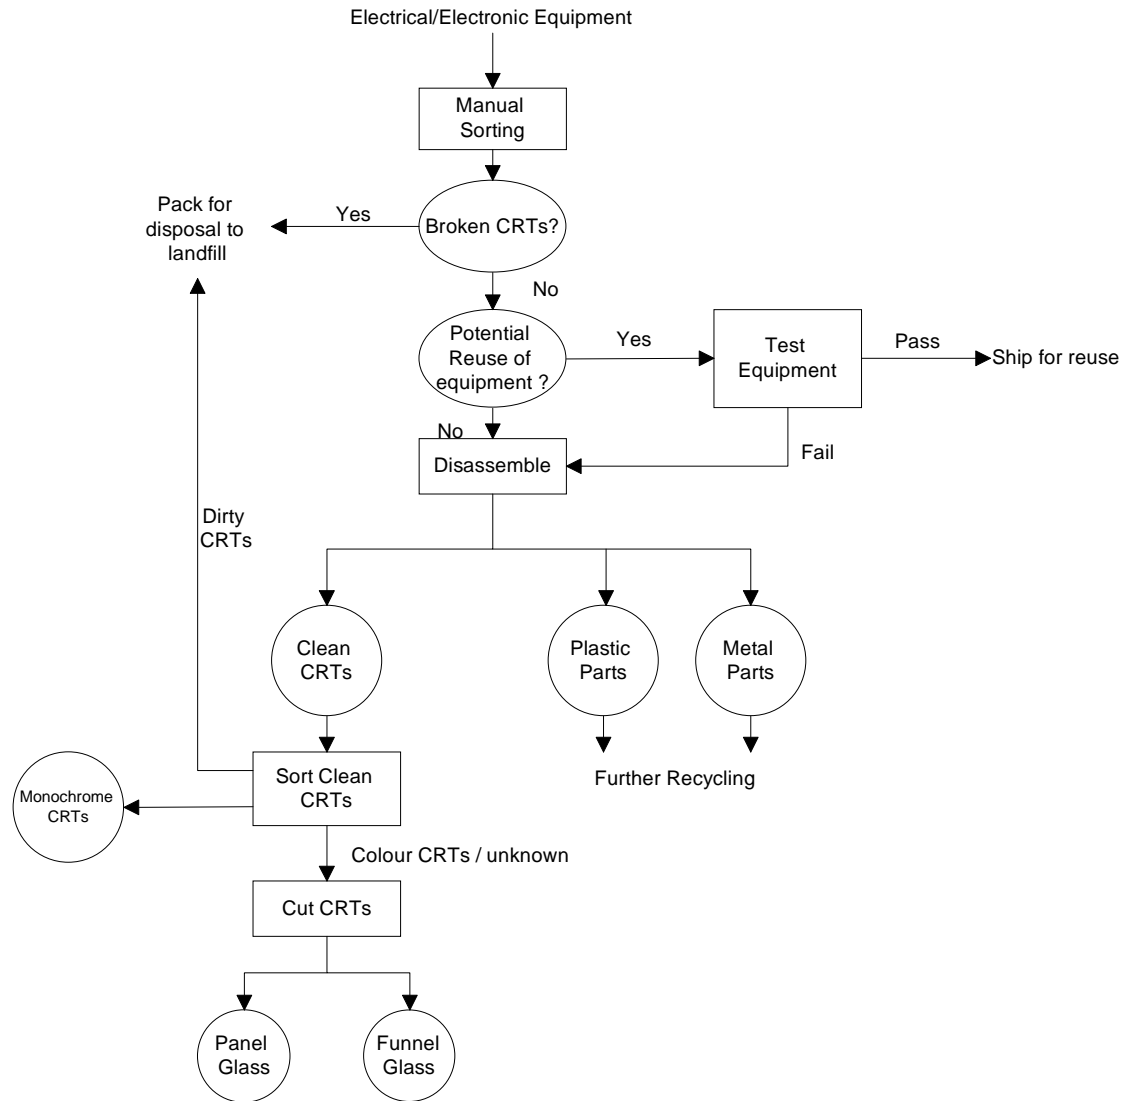 Electrical/Electronic Equipment
Manual
Sorting
Pack for
disposal to
landfill
Yes
Broken CRTs?
No
Potential
Reuse of
equipment ?
Yes
Test
Equipment
Pass
Ship for reuse
No
Fail
Disassemble
Dirty
CRTs
Clean
CRTs
Plastic
Parts
Metal
Parts
Further Recycling
Sort Clean
CRTs
Monochrome
CRTs
Colour CRTs / unknown
Cut CRTs
Panel
Glass
Funnel
Glass